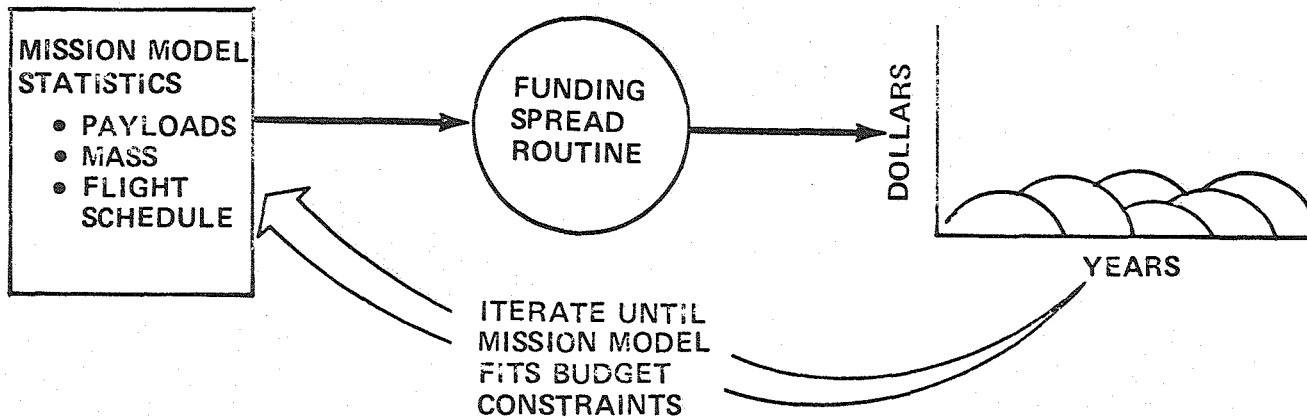 MISSION MODEL
STATISTICS
• PAYLOADS
• MASS
• FLIGHT
SCHEDULE
FUNDING
SPREAD
ROUTINE
DOLLARS
YEARS
ITERATE UNTIL
MISSION MODEL
FITS BUDGET
CONSTRAINTS